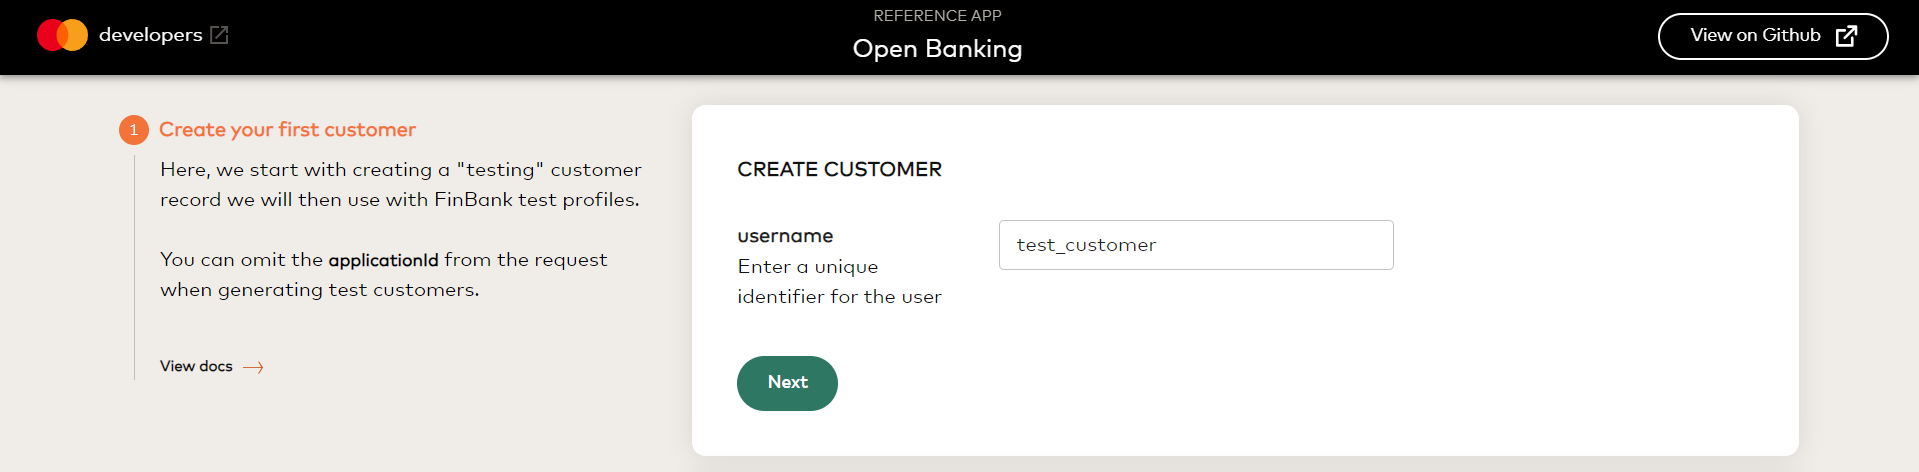 developers
REFERENCE APP
Open Banking
View on Github
1 Create your first customer
Here, we start with creating a "testing" customer
record we will then use with FinBank test profiles.
You can omit the applicationId from the request
when generating test customers.
View docs
CREATE CUSTOMER
username
Enter a unique
identifier for the user
test_customer
Next